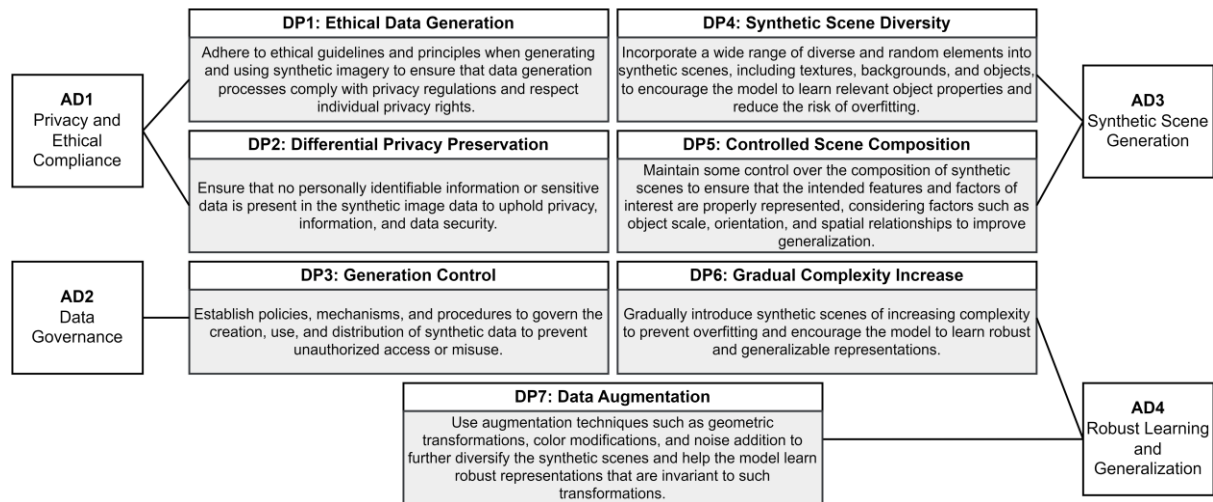 DP1: Ethical Data Generation
Adhere to ethical guidelines and principles when generating
and using synthetic imagery to ensure that data generation
processes comply with privacy regulations and respect
individual privacy rights.
DP4: Synthetic Scene Diversity
Incorporate a wide range of diverse and random elements into
synthetic scenes, including textures, backgrounds, and objects,
to encourage the model to learn relevant object properties and
reduce the risk of overfitting.
AD1
Privacy and
Ethical
Compliance
AD3
Synthetic Scene
Generation
DP2: Differential Privacy Preservation
Ensure that no personally identifiable information or sensitive
data is present in the synthetic image data to uphold privacy,
information, and data security.
DP5: Controlled Scene Composition
Maintain some control over the composition of synthetic
scenes to ensure that the intended features and factors of
interest are properly represented, considering factors such as
object scale, orientation, and spatial relationships to improve
generalization.
AD2
Data
Governance
DP3: Generation Control
Establish policies, mechanisms, and procedures to govern the
creation, use, and distribution of synthetic data to prevent
unauthorized access or misuse.
DP6: Gradual Complexity Increase
Gradually introduce synthetic scenes of increasing complexity
to prevent overfitting and encourage the model to learn robust
and generalizable representations.
DP7: Data Augmentation
Use augmentation techniques such as geometric
transformations, color modifications, and noise addition to
further diversify the synthetic scenes and help the model learn
robust representations that are invariant to such
transformations.
AD4
Robust Learning
and
Generalization